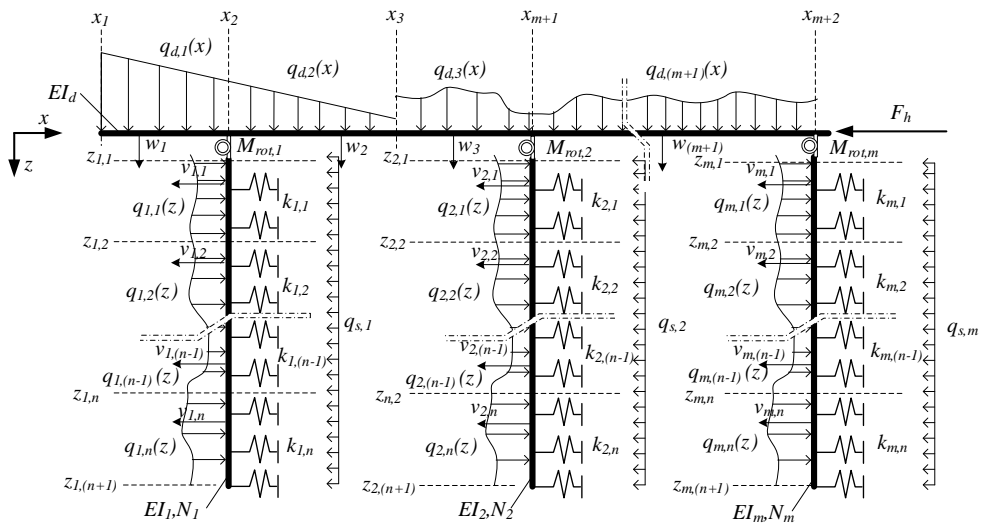 x1 x2 x3 xm+1 xm+2
qd,1(x) qd,2(x) qd,3(x) qd,(m+1)(x)
EId
Fh
x
w1 Mrot,1 w2 w3 Mrot,2 w(m+1) Mrot,m
z
z1,1 z2,1 zm,1
v1,1 v2,1 vm,1
q1,1(z) k1,1 q2,1(z) k2,1 qm,1(z) km,1
z1,2 z2,2 zm,2
v1,2 v2,2 vm,2
q1,2(z) k1,2 q2,2(z) k2,2 qm,2(z) km,2
qs,1 qs,2 qs,m
v1,(n-1) k1,(n-1) v2,(n-1) k2,(n-1) vm,(n-1) km,(n-1)
q1,(n-1)(z) q2,(n-1)(z) qm,(n-1)(z)
z1,n zn,2 zm,n
v1,n v2,n vm,n
q1,n(z) k1,n q2,n(z) k2,n qm,n(z) km,n
z1,(n+1) z2,(n+1) zm,(n+1)
EI1,N1 EI2,N2 EIm,Nm